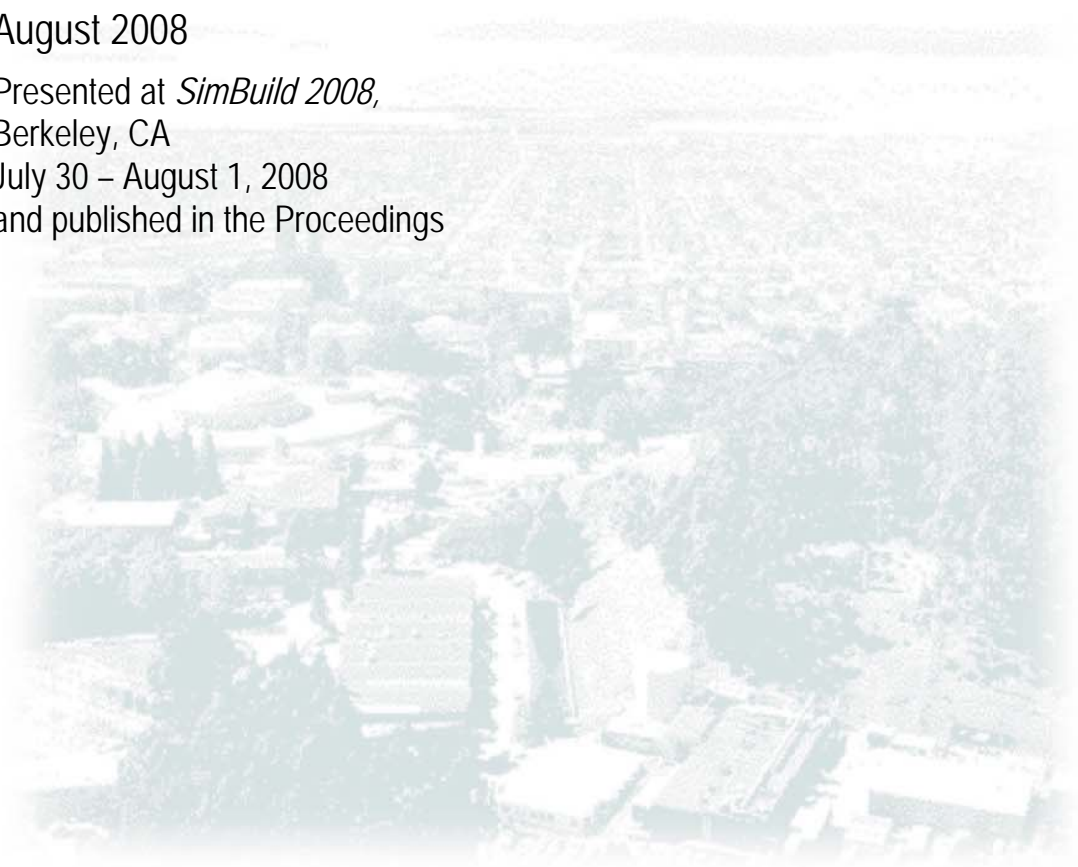 August 2008
Presented at SimBuild 2008,
Berkeley, CA
July 30 – August 1, 2008
and published in the Proceedings